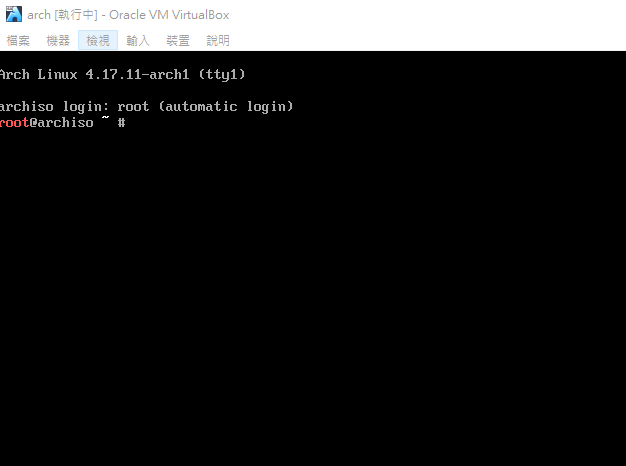 arch [執行中] - Oracle VM VirtualBox
檔案 機器 檢視 輸入 裝置 說明
Arch Linux 4.17.11-arch1 (tty1)
archiso login: root (automatic login)
root@archiso ~ #